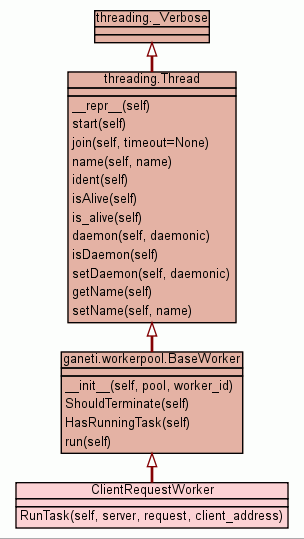 threading._Verbose
threading.Thread
__repr__(self)
start(self)
join(self, timeout=None)
name(self, name)
ident(self)
isAlive(self)
is_alive(self)
daemon(self, daemonic)
isDaemon(self)
setDaemon(self, daemonic)
getName(self)
setName(self, name)
ganeti.workerpool.BaseWorker
__init__(self, pool, worker_id)
ShouldTerminate(self)
HasRunningTask(self)
run(self)
ClientRequestWorker
RunTask(self, server, request, client_address)